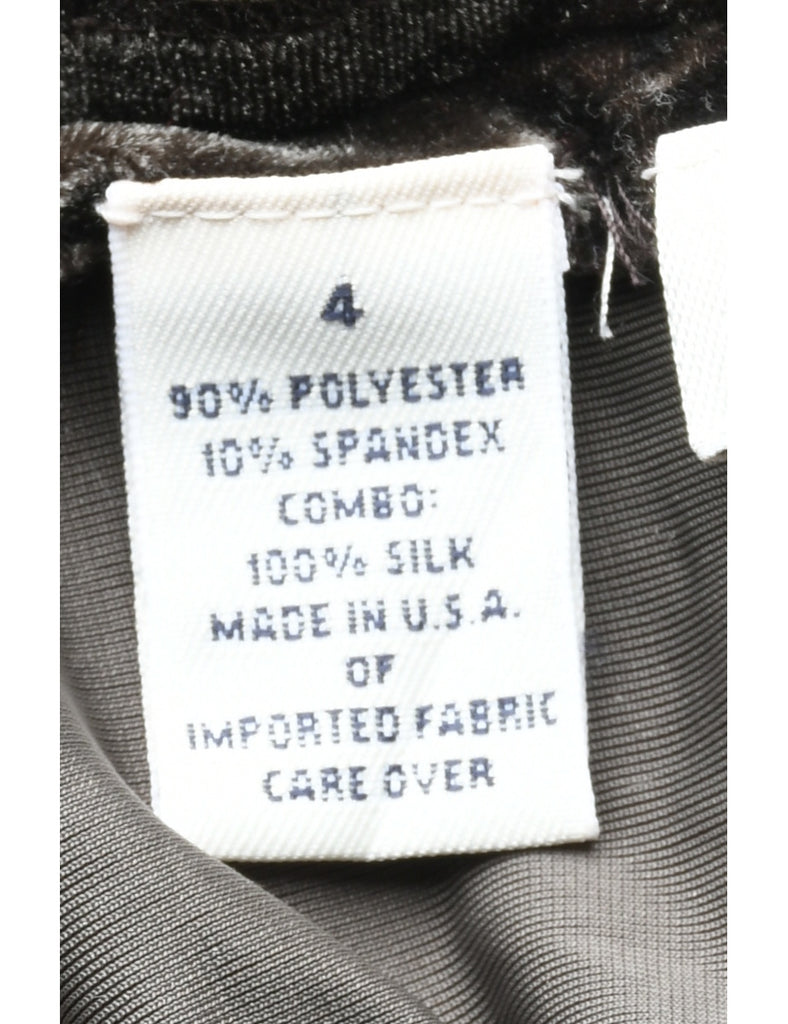 4
90% POLYESTER
10% SPANDEX
COMBO:
100% SILK
MADE IN U.S.A.
OF
IMPORTED FABRIC
CARE OVER